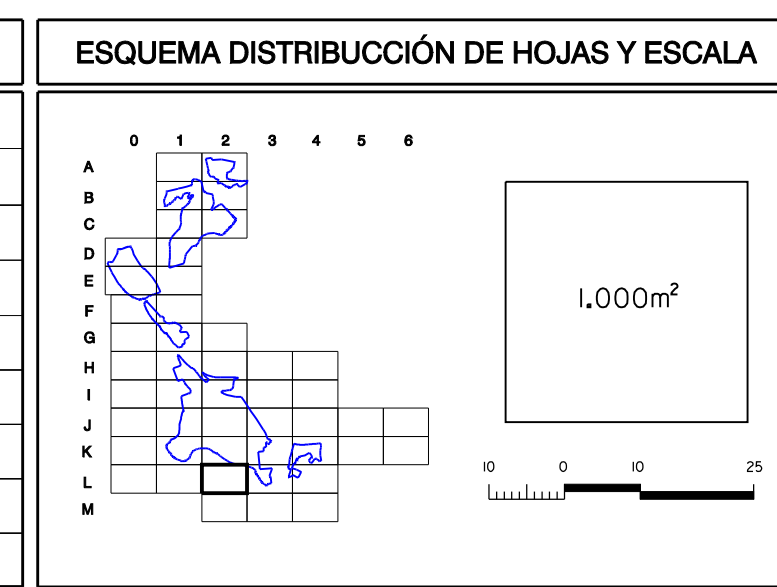 ESQUEMA DISTRIBUCCIÓN DE HOJAS Y ESCALA
0 1 2 3 4 5 6
A
B
C
D
E
F
G
H
I
J
K
L
M
1.000m²
10 0 10 25